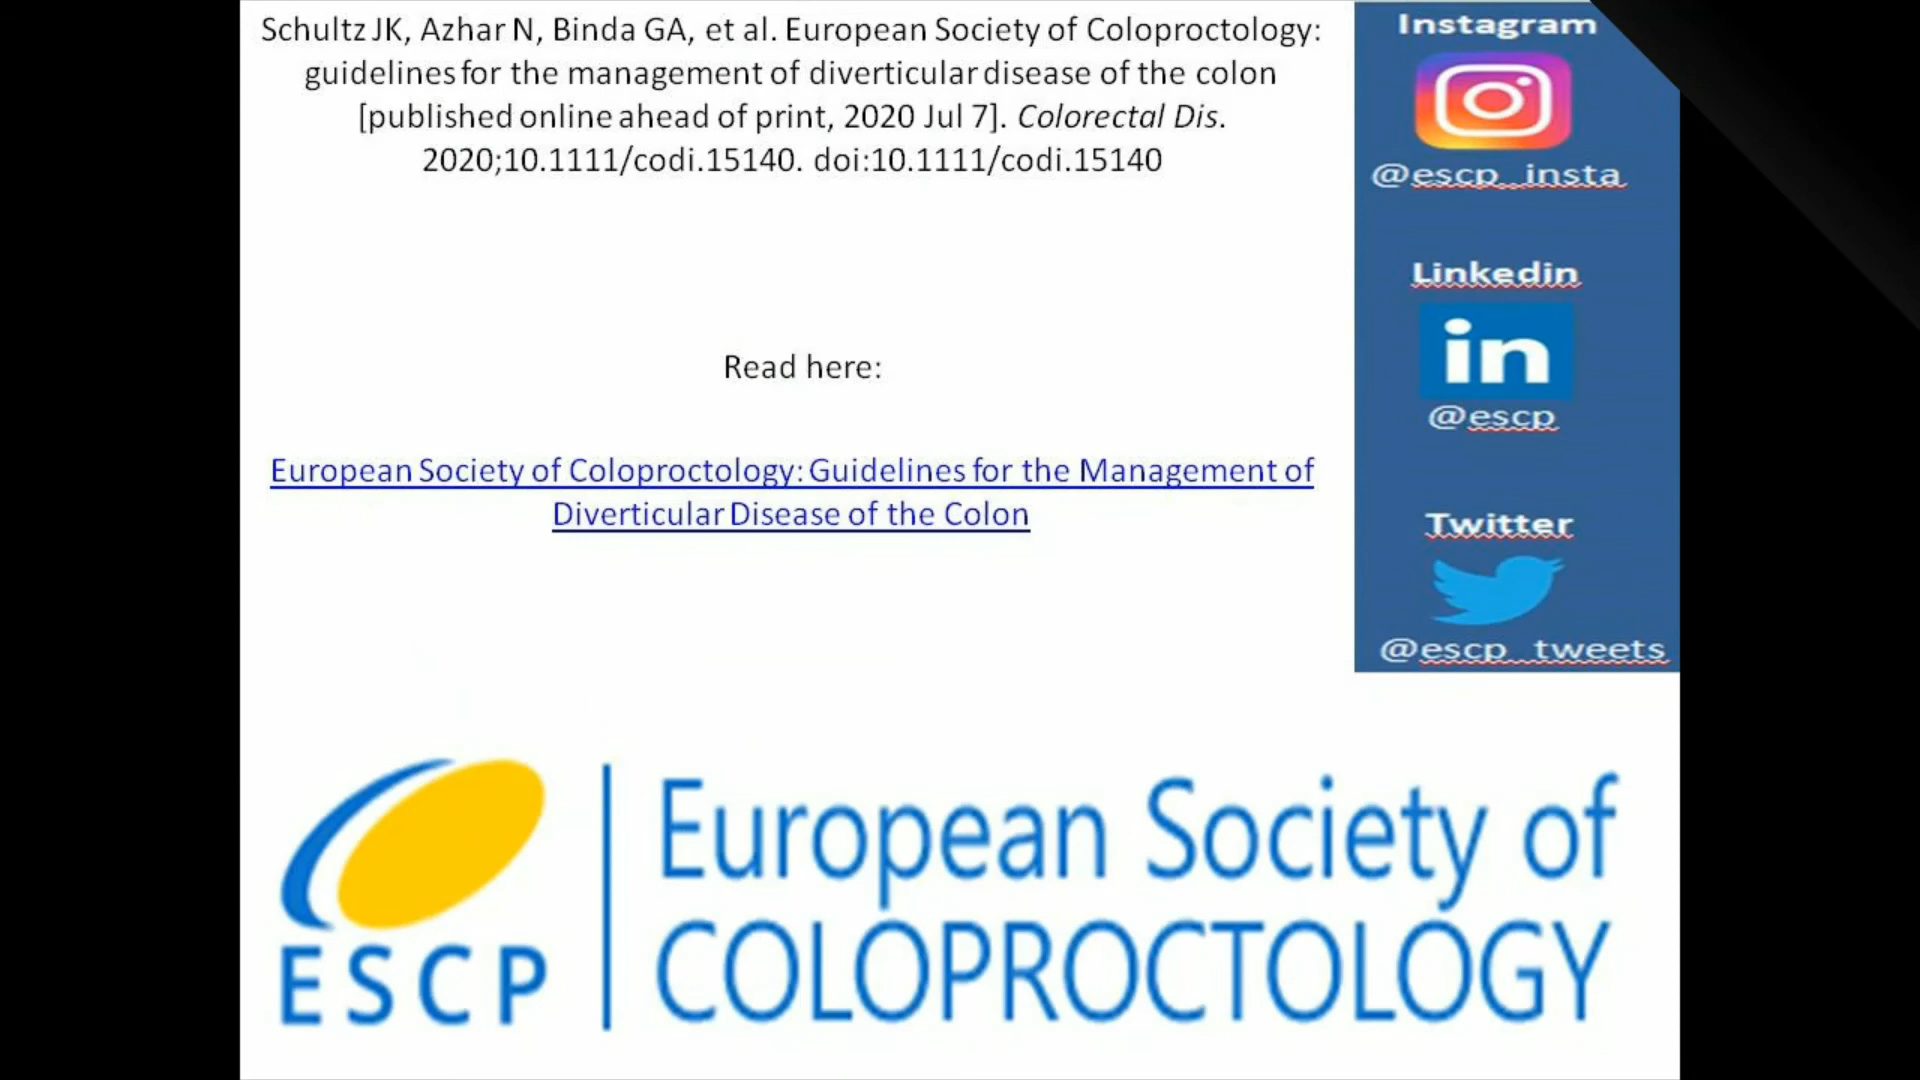 Schultz JK, Azhar N, Binda GA, et al. European Society of Coloproctology:
guidelines for the management of diverticular disease of the colon
[published online ahead of print, 2020 Jul 7]. Colorectal Dis.
2020;10.1111/codi.15140. doi:10.1111/codi.15140
Read here:
European Society of Coloproctology: Guidelines for the Management of
Diverticular Disease of the Colon
Instagram
@escp_insta
Linkedin
in
@escp
Twitter
@escp_tweets
ESCP
European Society of
COLOPROCTOLOGY